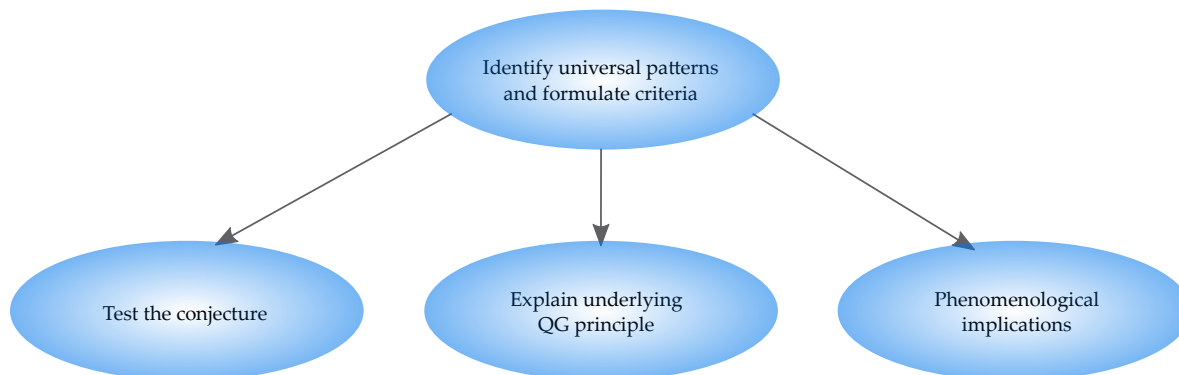 Identify universal patterns
and formulate criteria
Test the conjecture
Explain underlying
QG principle
Phenomenological
implications